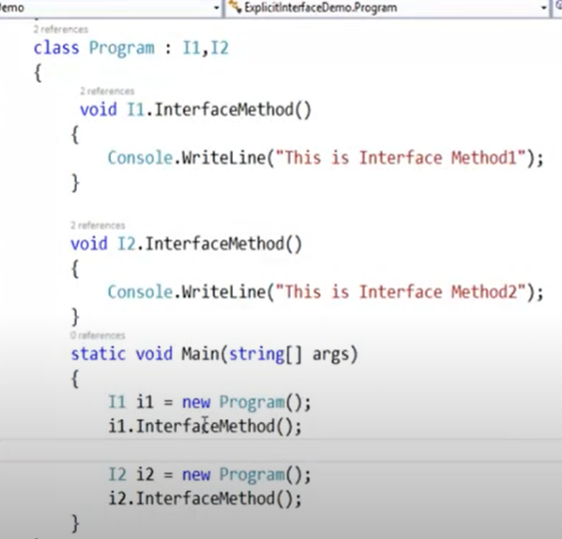 emo
ExplicitInterfaceDemo.Program
2 references
class Program : I1,I2
{
2 references
void I1.InterfaceMethod()
{
Console.WriteLine("This is Interface Method1");
}
2 references
void I2.InterfaceMethod()
{
Console.WriteLine("This is Interface Method2");
}
0 references
static void Main(string[] args)
{
I1 i1 = new Program();
i1.InterfaceMethod();
I2 i2 = new Program();
i2.InterfaceMethod();
}